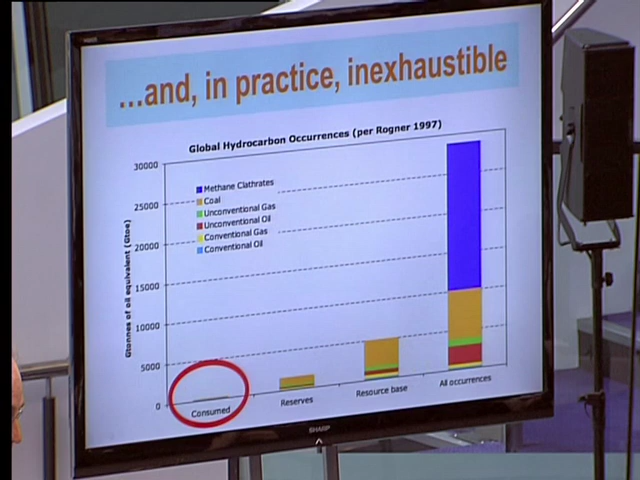 ...and, in practice, inexhaustible
Global Hydrocarbon Occurrences (per Rogner 1997)
Gtonnes of oil equivalent (Gtoe)
30000
25000
20000
15000
10000
5000
0
Methane Clathrates
Coal
Unconventional Gas
Unconventional Oil
Conventional Gas
Conventional Oil
Consumed
Reserves
Resource base
All occurrences
SHARP